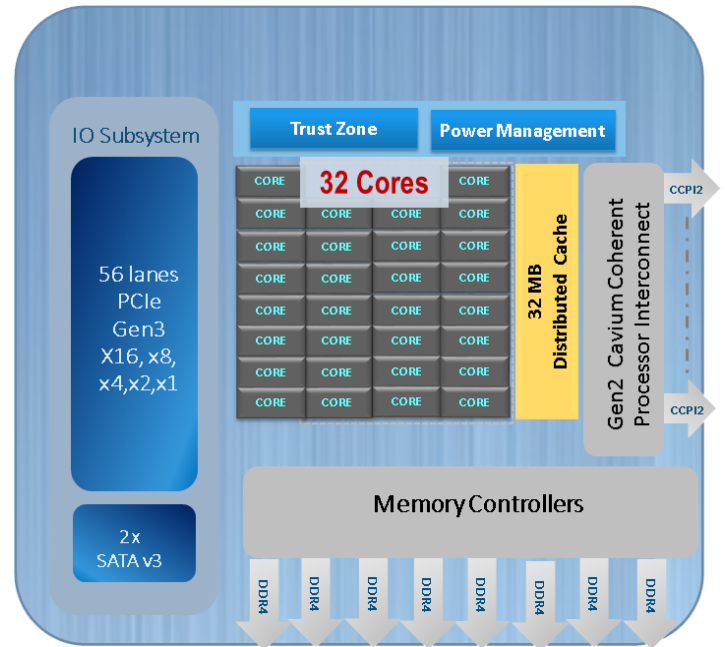 IO Subsystem
56 lanes
PCIe
Gen3
X16, x8,
x4,x2,x1
2x
SATA v3
Trust Zone
Power Management
32 Cores
CORE CORE
CORE CORE CORE CORE
CORE CORE CORE CORE
CORE CORE CORE CORE
CORE CORE CORE CORE
CORE CORE CORE CORE
CORE CORE CORE CORE
CORE CORE CORE CORE
32 MB
Distributed Cache
Gen2 Cavium Coherent
Processor Interconnect
CCPI2
CCPI2
Memory Controllers
DDR4
DDR4
DDR4
DDR4
DDR4
DDR4
DDR4
DDR4